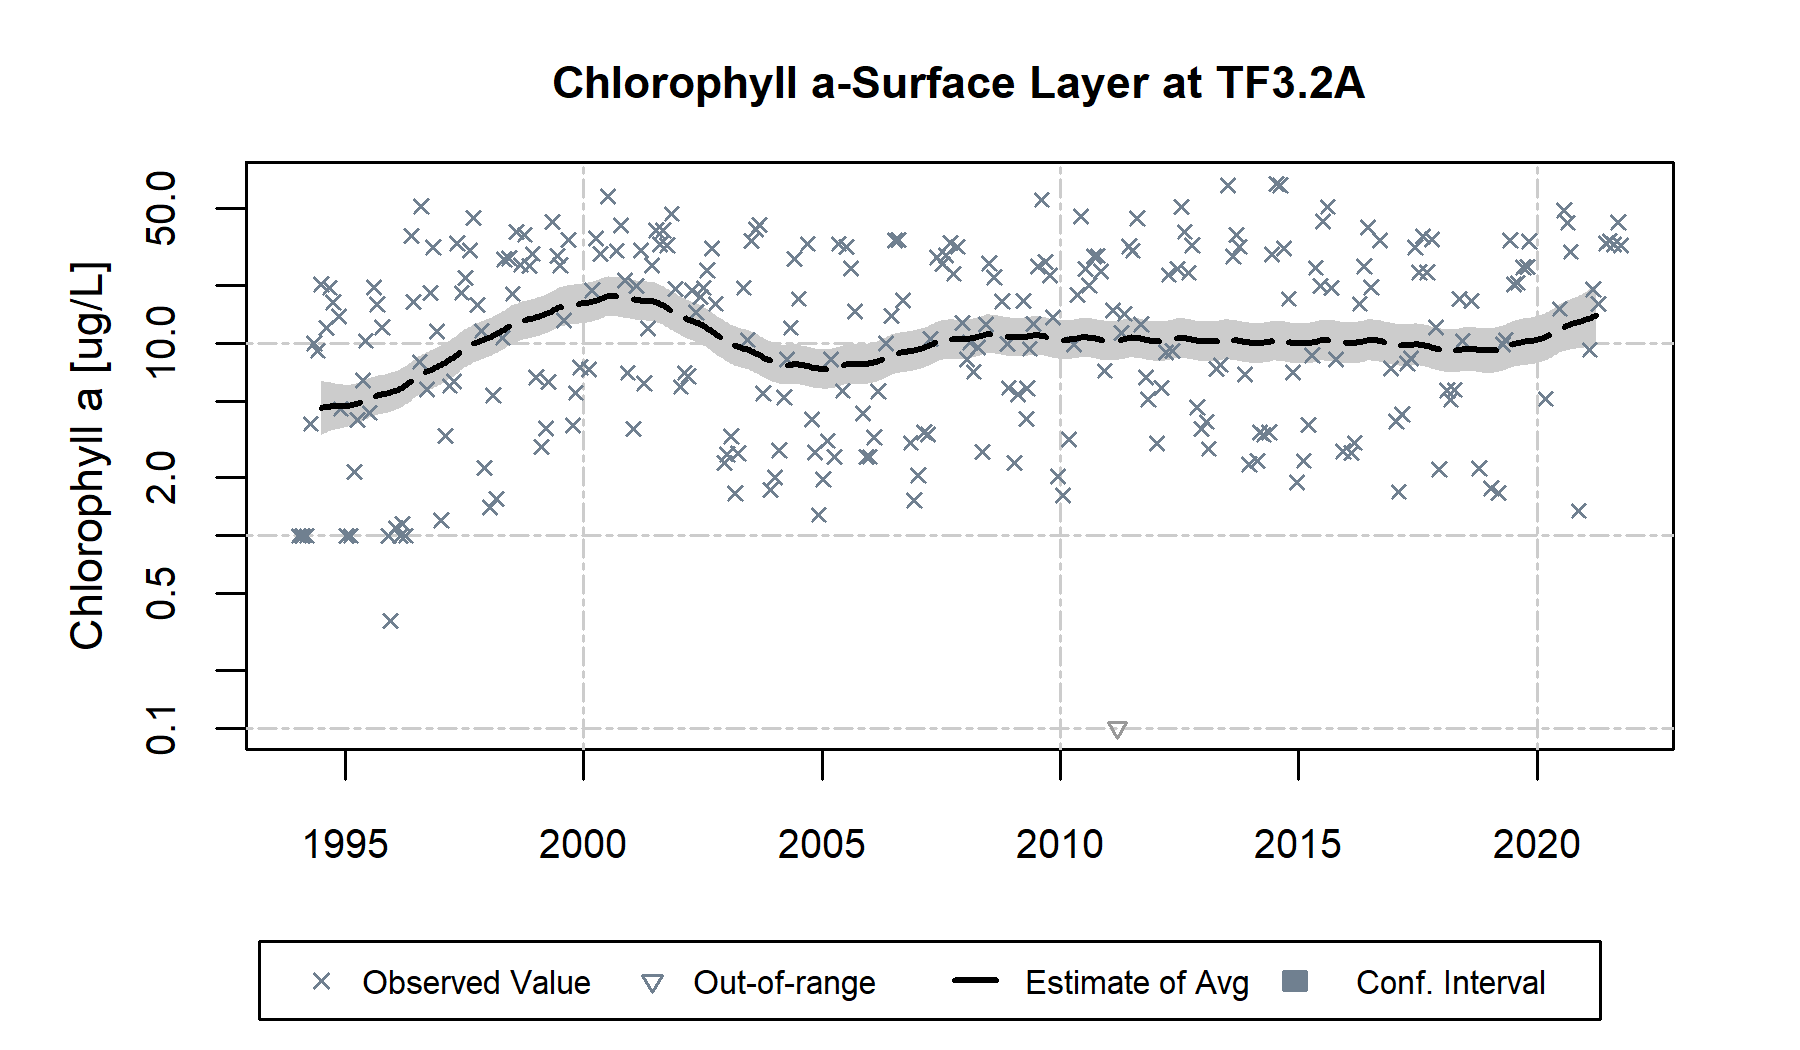 Chlorophyll a-Surface Layer at TF3.2A
Chlorophyll a [ug/L]
50.0
10.0
2.0
0.5
0.1
1995 2000 2005 2010 2015 2020
Observed Value Out-of-range Estimate of Avg Conf. Interval